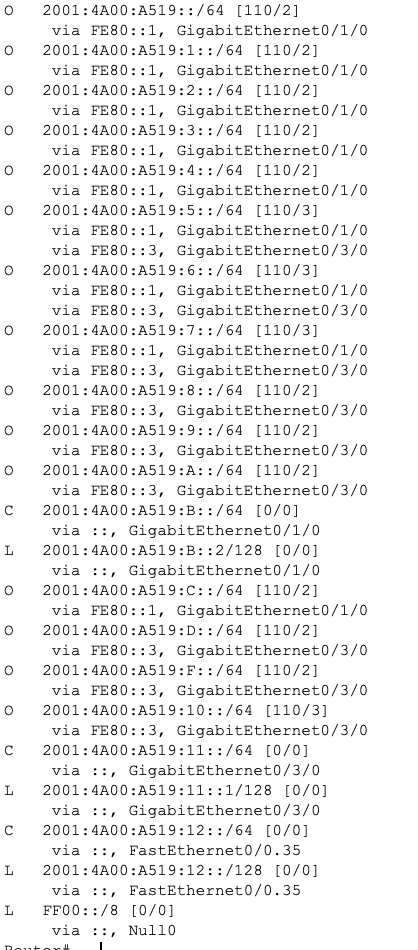 O   2001:4A00:A519::/64 [110/2]
     via FE80::1, GigabitEthernet0/1/0
O   2001:4A00:A519:1::/64 [110/2]
     via FE80::1, GigabitEthernet0/1/0
O   2001:4A00:A519:2::/64 [110/2]
     via FE80::1, GigabitEthernet0/1/0
O   2001:4A00:A519:3::/64 [110/2]
     via FE80::1, GigabitEthernet0/1/0
O   2001:4A00:A519:4::/64 [110/2]
     via FE80::1, GigabitEthernet0/1/0
O   2001:4A00:A519:5::/64 [110/3]
     via FE80::1, GigabitEthernet0/1/0
     via FE80::3, GigabitEthernet0/3/0
O   2001:4A00:A519:6::/64 [110/3]
     via FE80::1, GigabitEthernet0/1/0
     via FE80::3, GigabitEthernet0/3/0
O   2001:4A00:A519:7::/64 [110/3]
     via FE80::1, GigabitEthernet0/1/0
     via FE80::3, GigabitEthernet0/3/0
O   2001:4A00:A519:8::/64 [110/2]
     via FE80::3, GigabitEthernet0/3/0
O   2001:4A00:A519:9::/64 [110/2]
     via FE80::3, GigabitEthernet0/3/0
O   2001:4A00:A519:A::/64 [110/2]
     via FE80::3, GigabitEthernet0/3/0
C   2001:4A00:A519:B::/64 [0/0]
     via ::, GigabitEthernet0/1/0
L   2001:4A00:A519:B::2/128 [0/0]
     via ::, GigabitEthernet0/1/0
O   2001:4A00:A519:C::/64 [110/2]
     via FE80::1, GigabitEthernet0/1/0
O   2001:4A00:A519:D::/64 [110/2]
     via FE80::3, GigabitEthernet0/3/0
O   2001:4A00:A519:F::/64 [110/2]
     via FE80::3, GigabitEthernet0/3/0
O   2001:4A00:A519:10::/64 [110/3]
     via FE80::3, GigabitEthernet0/3/0
C   2001:4A00:A519:11::/64 [0/0]
     via ::, GigabitEthernet0/3/0
L   2001:4A00:A519:11::1/128 [0/0]
     via ::, GigabitEthernet0/3/0
C   2001:4A00:A519:12::/64 [0/0]
     via ::, FastEthernet0/0.35
L   2001:4A00:A519:12::/128 [0/0]
     via ::, FastEthernet0/0.35
L   FF00::/8 [0/0]
     via ::, Null0
Router#